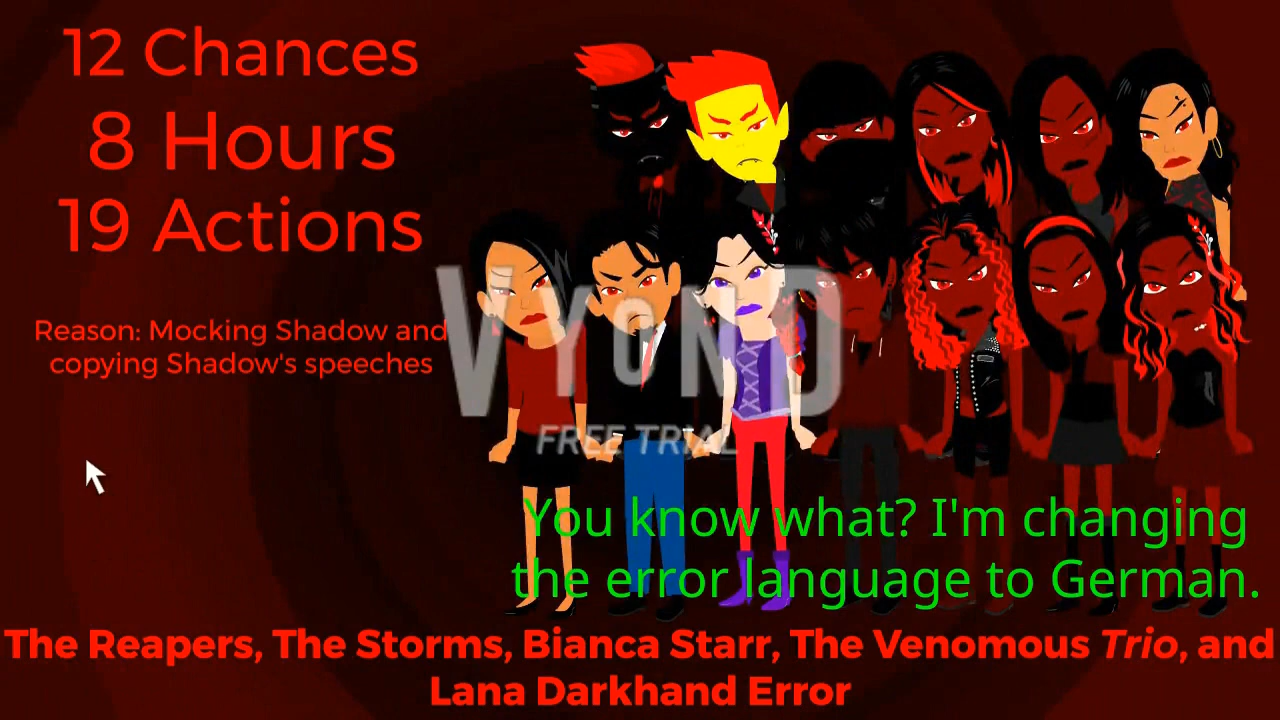 12 Chances
8 Hours
19 Actions
Reason: Mocking Shadow and
copying Shadow's speeches
VYOND
FREE TRIAL
You know what? I'm changing
the error language to German.
The Reapers, The Storms, Bianca Starr, The Venomous Trio, and
Lana Darkhand Error